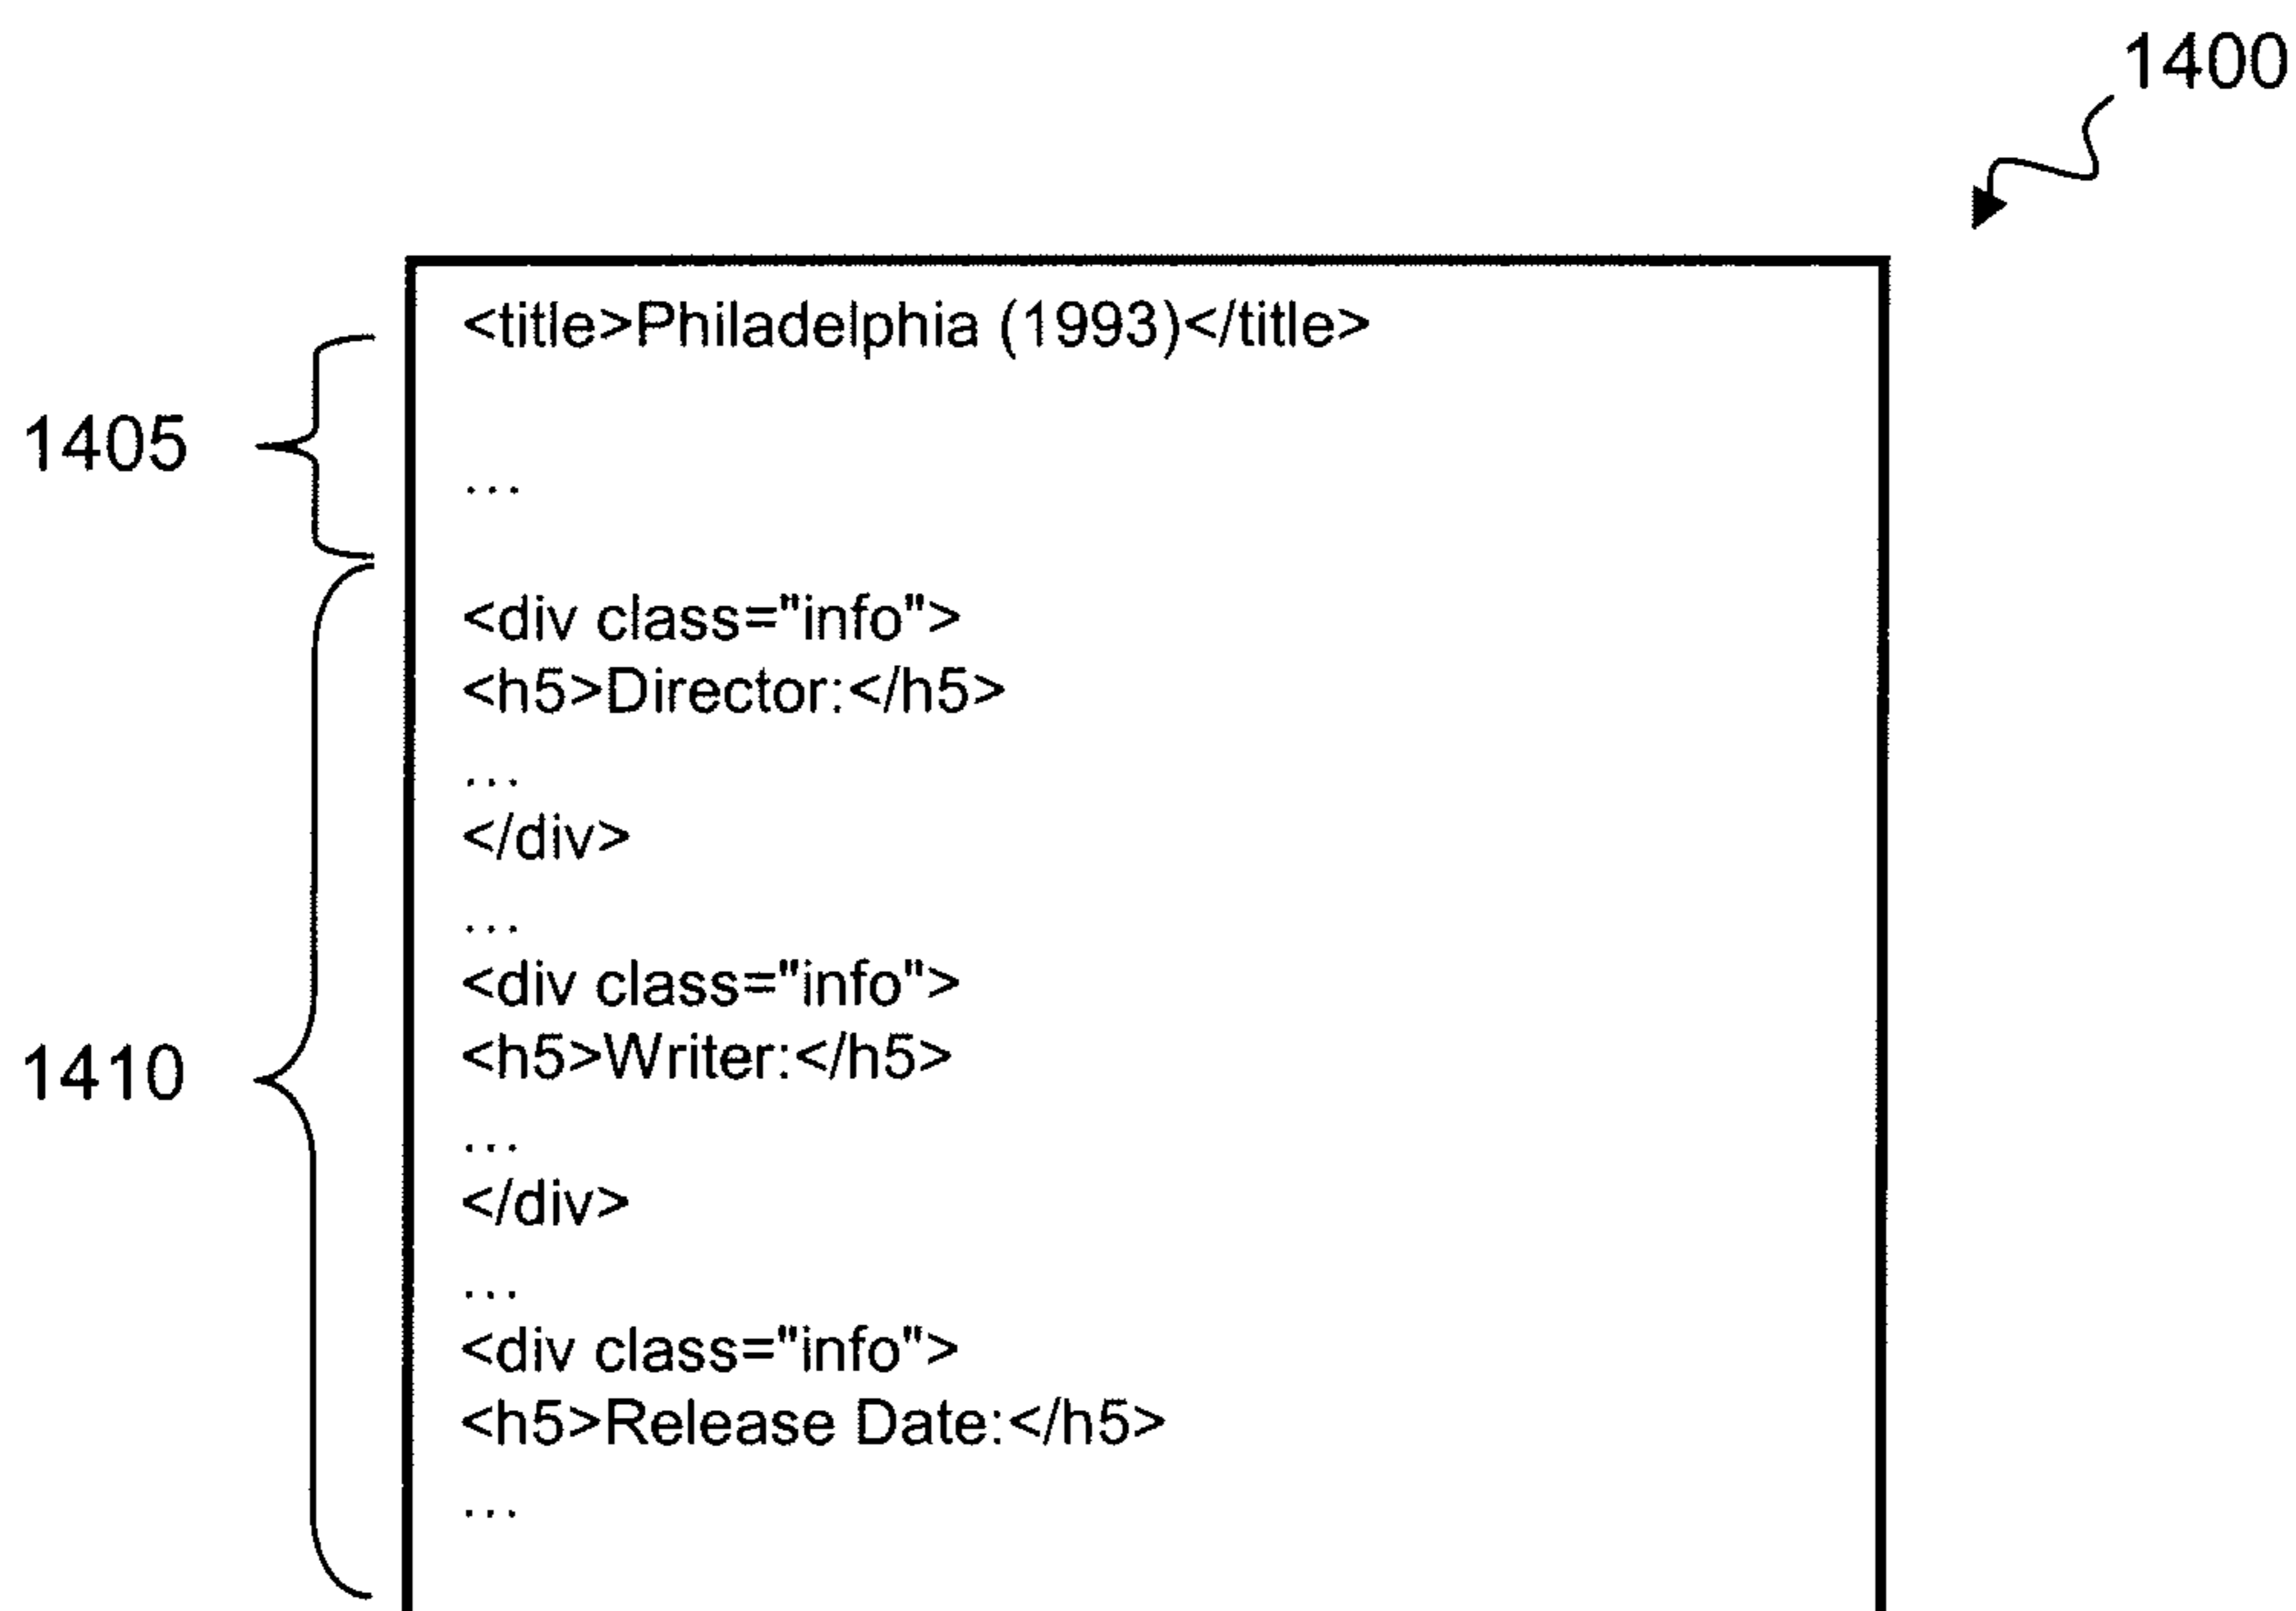 1400
<title>Philadelphia (1993)</title>
1405
...
<div class="info">
<h5>Director:</h5>
...
</div>
...
<div class="info">
<h5>Writer:</h5>
1410
...
</div>
...
<div class="info">
<h5>Release Date:</h5>
...